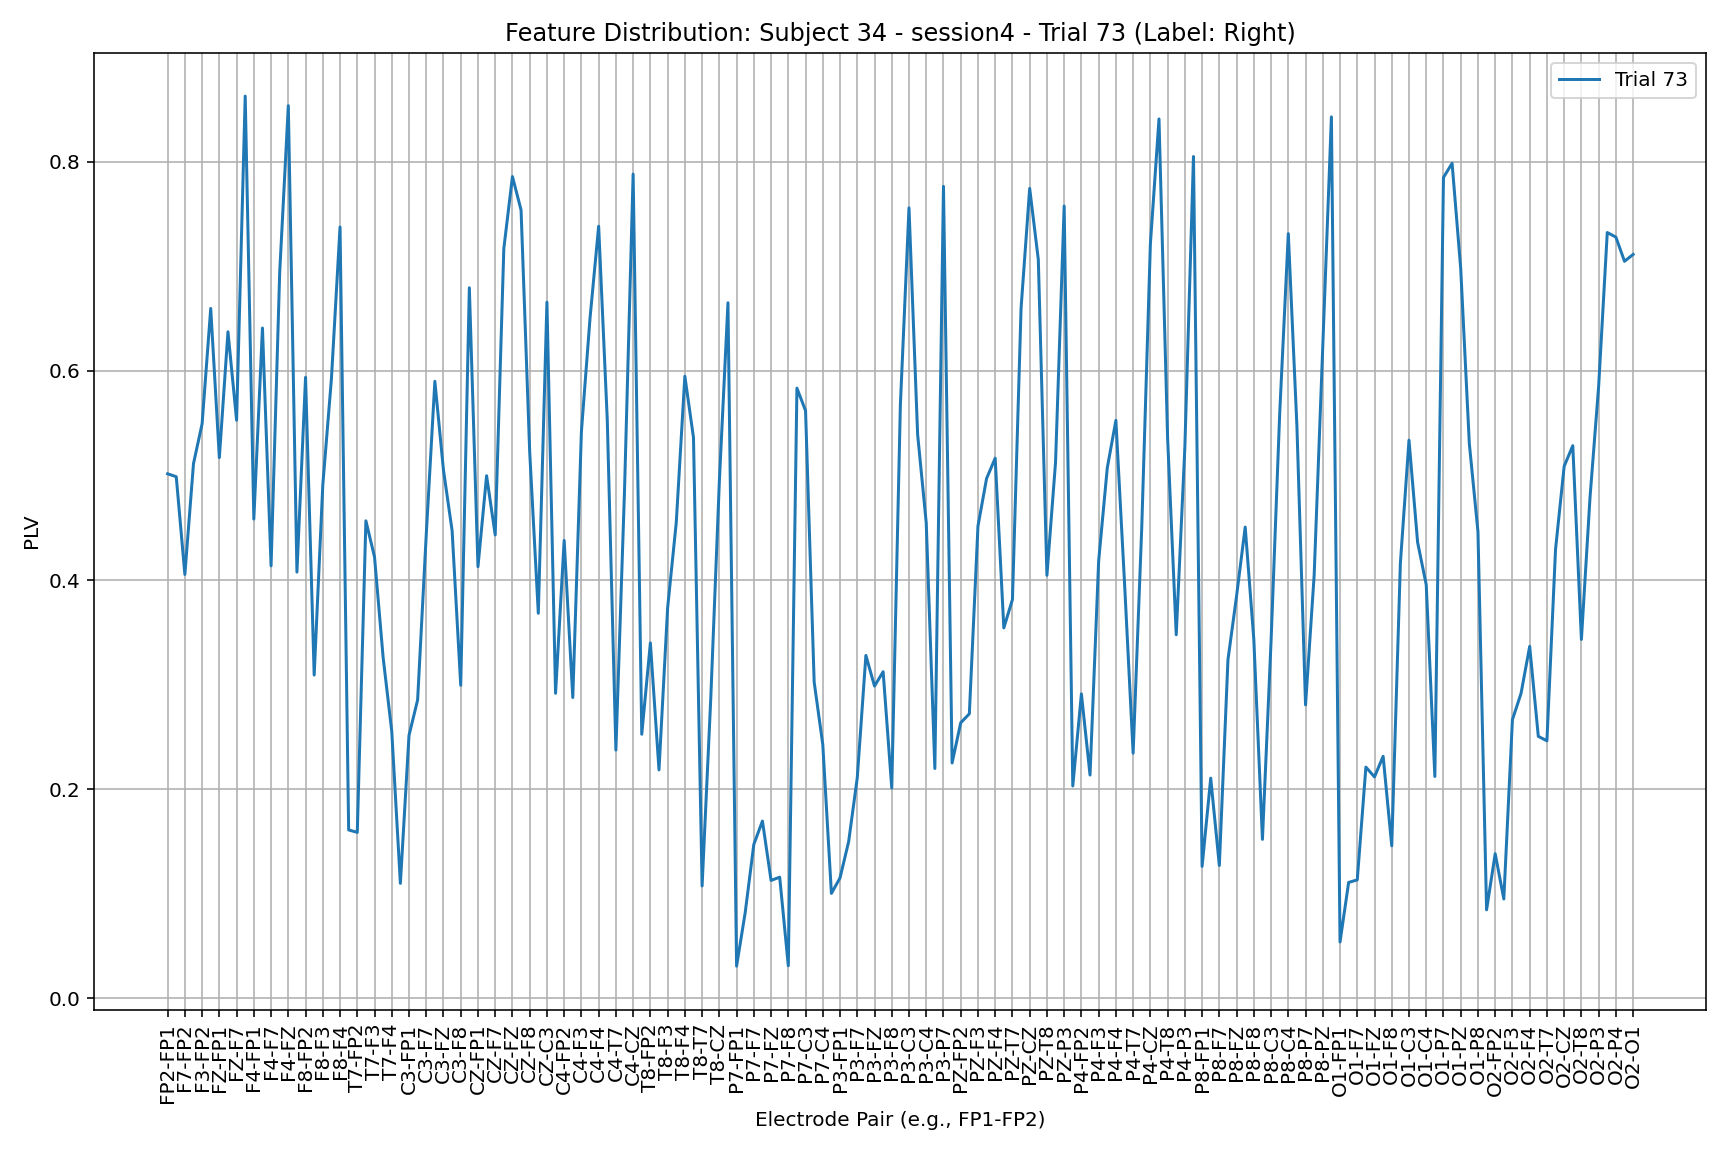 Feature Distribution: Subject 34 - session4 - Trial 73 (Label: Right)
Trial 73
PLV
0.8
0.6
0.4
0.2
0.0
FP2-FP1
F7-FP2
F3-FP2
FZ-FP1
FZ-F7
F4-FP1
F4-F7
F4-FZ
F8-FP2
F8-F3
F8-F4
T7-FP2
T7-F3
T7-F4
C3-FP1
C3-F7
C3-FZ
C3-F8
CZ-FP1
CZ-F7
CZ-FZ
CZ-F8
CZ-C3
C4-FP2
C4-F3
C4-F4
C4-T7
C4-CZ
T8-FP2
T8-F3
T8-F4
T8-T7
T8-CZ
P7-FP1
P7-F7
P7-FZ
P7-F8
P7-C3
P7-C4
P3-FP1
P3-F7
P3-FZ
P3-F8
P3-C3
P3-C4
P3-P7
PZ-FP2
PZ-F3
PZ-F4
PZ-T7
PZ-CZ
PZ-T8
PZ-P3
P4-FP2
P4-F3
P4-F4
P4-T7
P4-CZ
P4-T8
P4-P3
P8-FP1
P8-F7
P8-FZ
P8-F8
P8-C3
P8-C4
P8-P7
P8-PZ
O1-FP1
O1-F7
O1-FZ
O1-F8
O1-C3
O1-C4
O1-P7
O1-PZ
O1-P8
O2-FP2
O2-F3
O2-F4
O2-T7
O2-CZ
O2-T8
O2-P3
O2-P4
O2-O1
Electrode Pair (e.g., FP1-FP2)